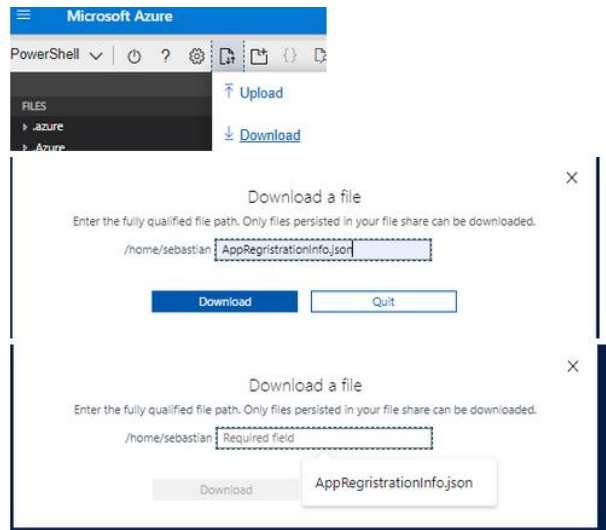 Microsoft Azure
PowerShell
Upload
FILES
.azure
Download
.Azure
Download a file
Enter the fully qualified file path. Only files persisted in your file share can be downloaded.
/home/sebastian AppRegristrationInfo.json
Download Quit
Download a file
Enter the fully qualified file path. Only files persisted in your file share can be downloaded.
/home/sebastian Required field
Download AppRegristrationInfo.json